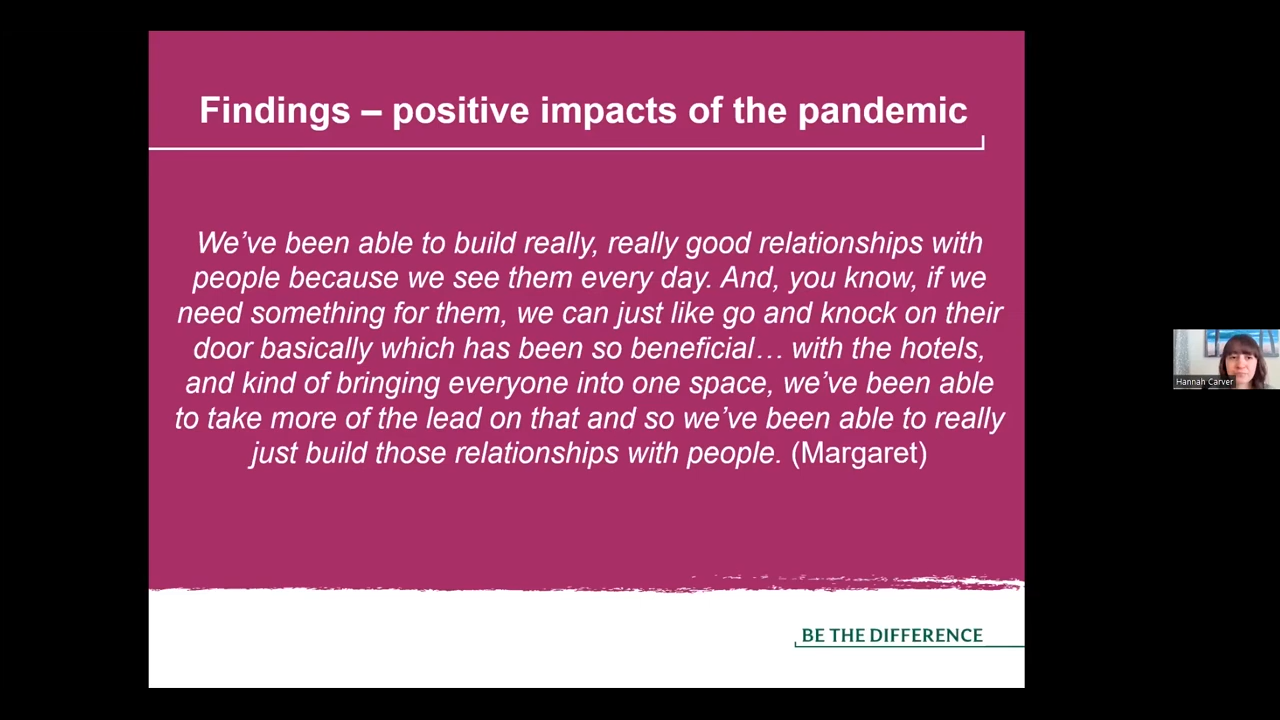 Findings – positive impacts of the pandemic
We’ve been able to build really, really good relationships with
people because we see them every day. And, you know, if we
need something for them, we can just like go and knock on their
door basically which has been so beneficial… with the hotels,
and kind of bringing everyone into one space, we’ve been able
to take more of the lead on that and so we’ve been able to really
just build those relationships with people. (Margaret)
Hannah Carver
BE THE DIFFERENCE